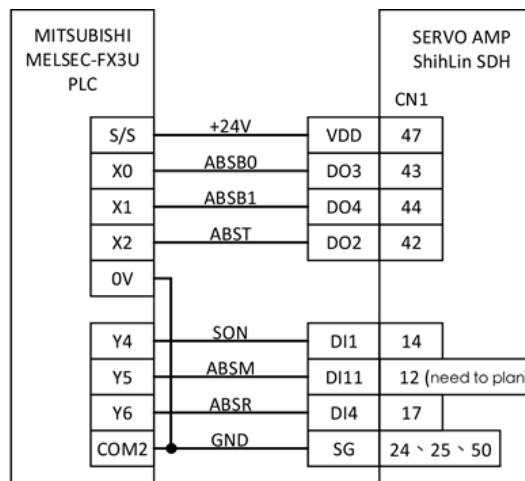 MITSUBISHI
MELSEC-FX3U
PLC
SERVO AMP
ShihLin SDH
CN1
S/S +24V VDD 47
X0 ABSB0 DO3 43
X1 ABSB1 DO4 44
X2 ABST DO2 42
0V
Y4 SON DI1 14
Y5 ABSM DI11 12 (need to plan)
Y6 ABSR DI4 17
COM2 GND SG 24、25、50